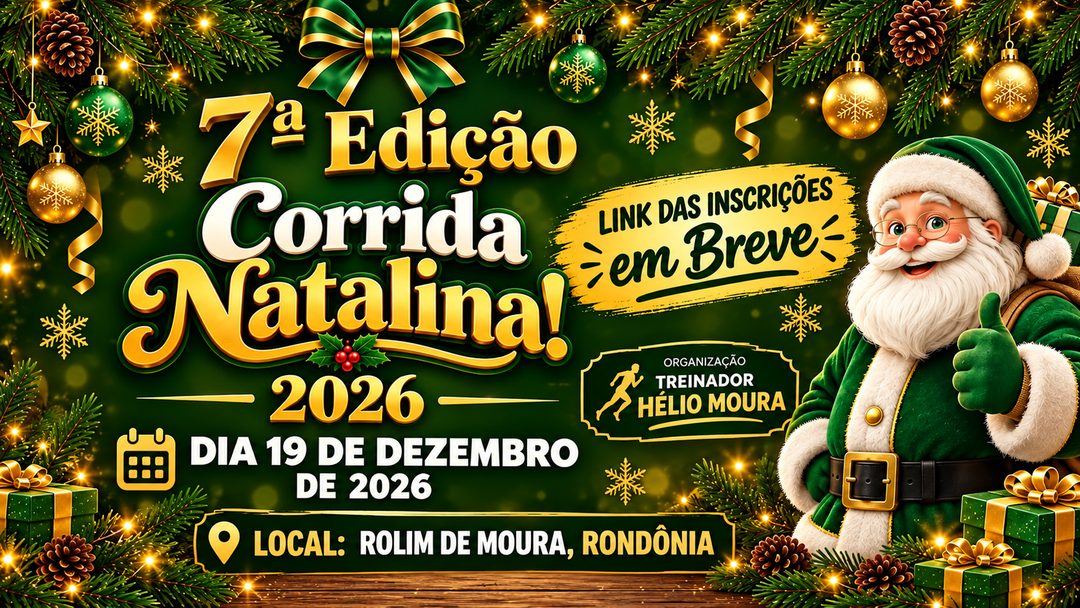 7ª Edição
Corrida
Natalina!
2026
DIA 19 DE DEZEMBRO
DE 2026
LOCAL: ROLIM DE MOURA, RONDÔNIA
LINK DAS INSCRIÇÕES
em Breve
ORGANIZAÇÃO
TREINADOR
HÉLIO MOURA